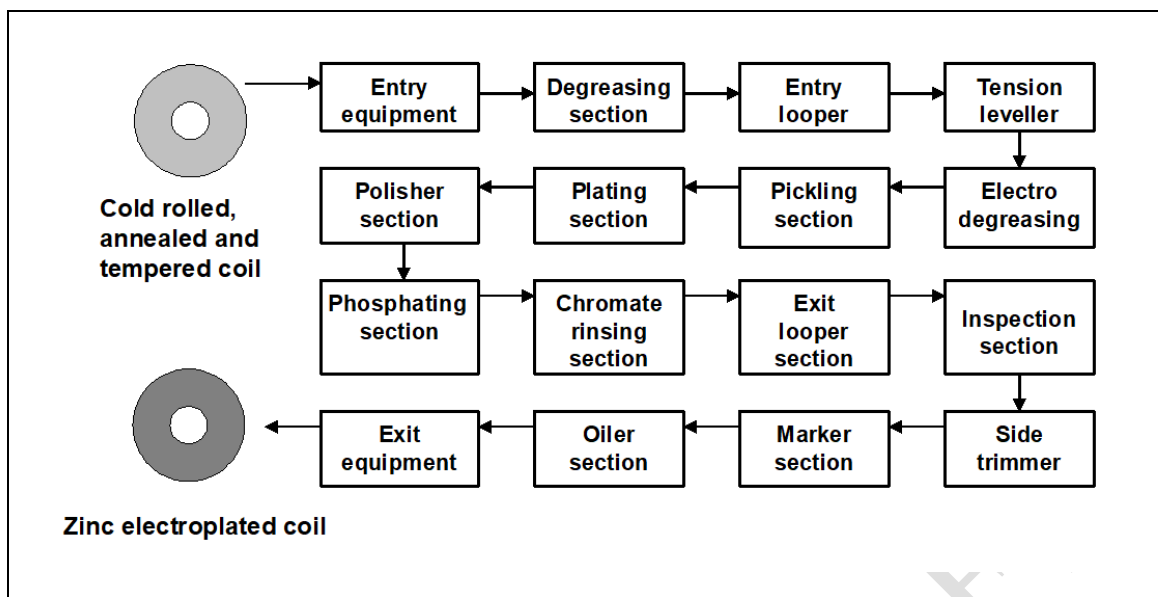 Entry
equipment
Degreasing
section
Entry
looper
Tension
leveller
Cold rolled,
annealed and
tempered coil
Polisher
section
Plating
section
Pickling
section
Electro
degreasing
Phosphating
section
Chromate
rinsing
section
Exit
looper
section
Inspection
section
Exit
equipment
Oiler
section
Marker
section
Side
trimmer
Zinc electroplated coil